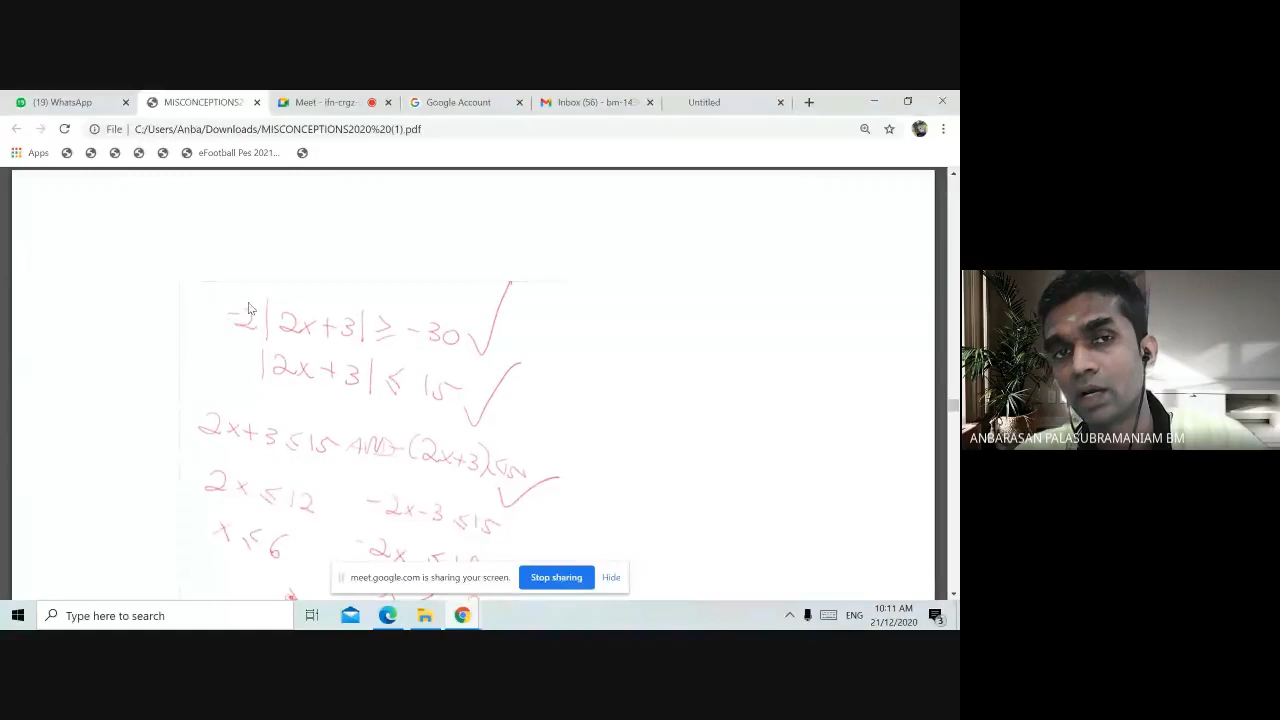 (19) WhatsApp
MISCONCEPTIONS2
Meet - ifn-crgz-
Google Account
Inbox (56) - bm-14
Untitled
File C:/Users/Anba/Downloads/MISCONCEPTIONS2020%20(1).pdf
Apps
eFootball Pes 2021...
-2|2x+3| ≥ -30
|2x+3| ≤ 15
2x+3 ≤ 15 AND -(2x+3) ≤ 15
2x ≤ 12 -2x-3 ≤ 15
x ≤ 6 -2x ≤
meet.google.com is sharing your screen. Stop sharing Hide
Type here to search
ENG
10:11 AM
21/12/2020
3
ANBARASAN PALASUBRAMANIAM BM